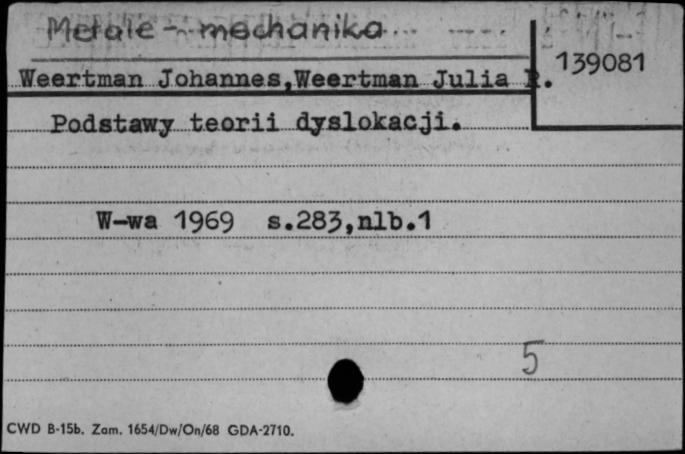 Metale - mechanika
139081
Weertman Johannes,Weertman Julia R.
Podstawy teorii dyslokacji.
W-wa 1969 s.283,nlb.1
5
CWD B-15b. Zam. 1654/Dw/On/68 GDA-2710.